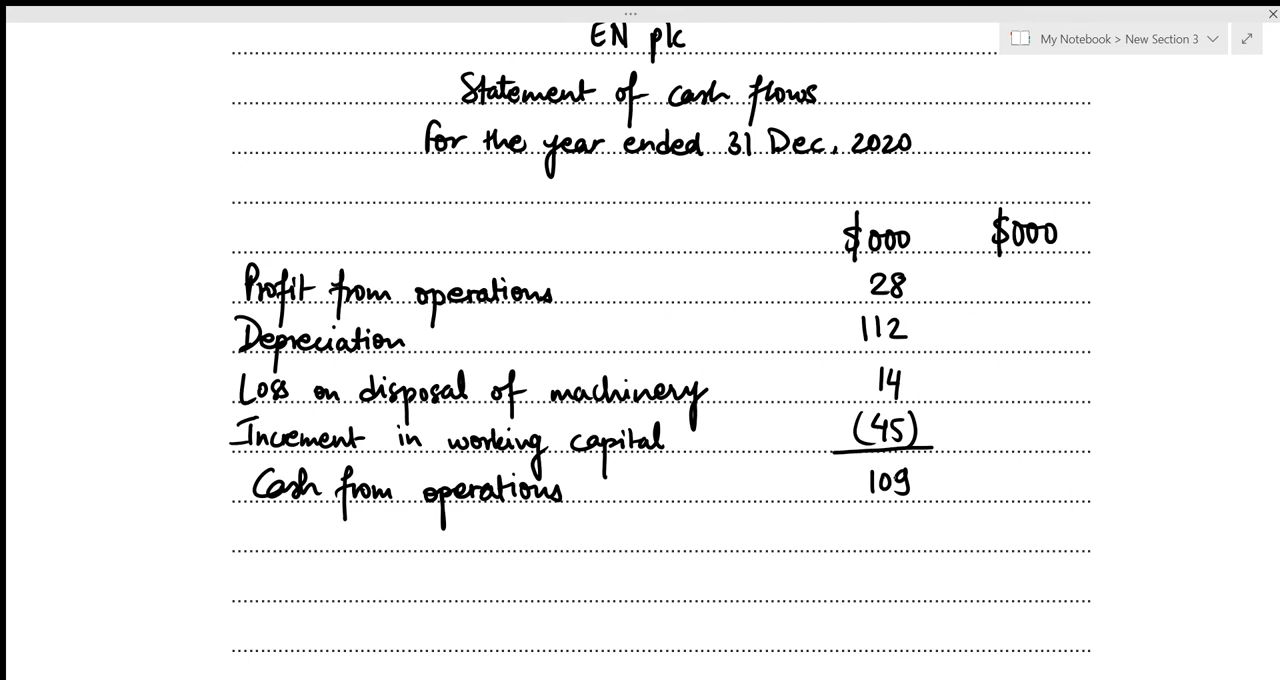 My Notebook > New Section 3
EN plc
Statement of cash flows
for the year ended 31 Dec. 2020
$000 $000
Profit from operations 28
Depreciation 112
Loss on disposal of machinery 14
Increment in working capital (45)
Cash from operations 109